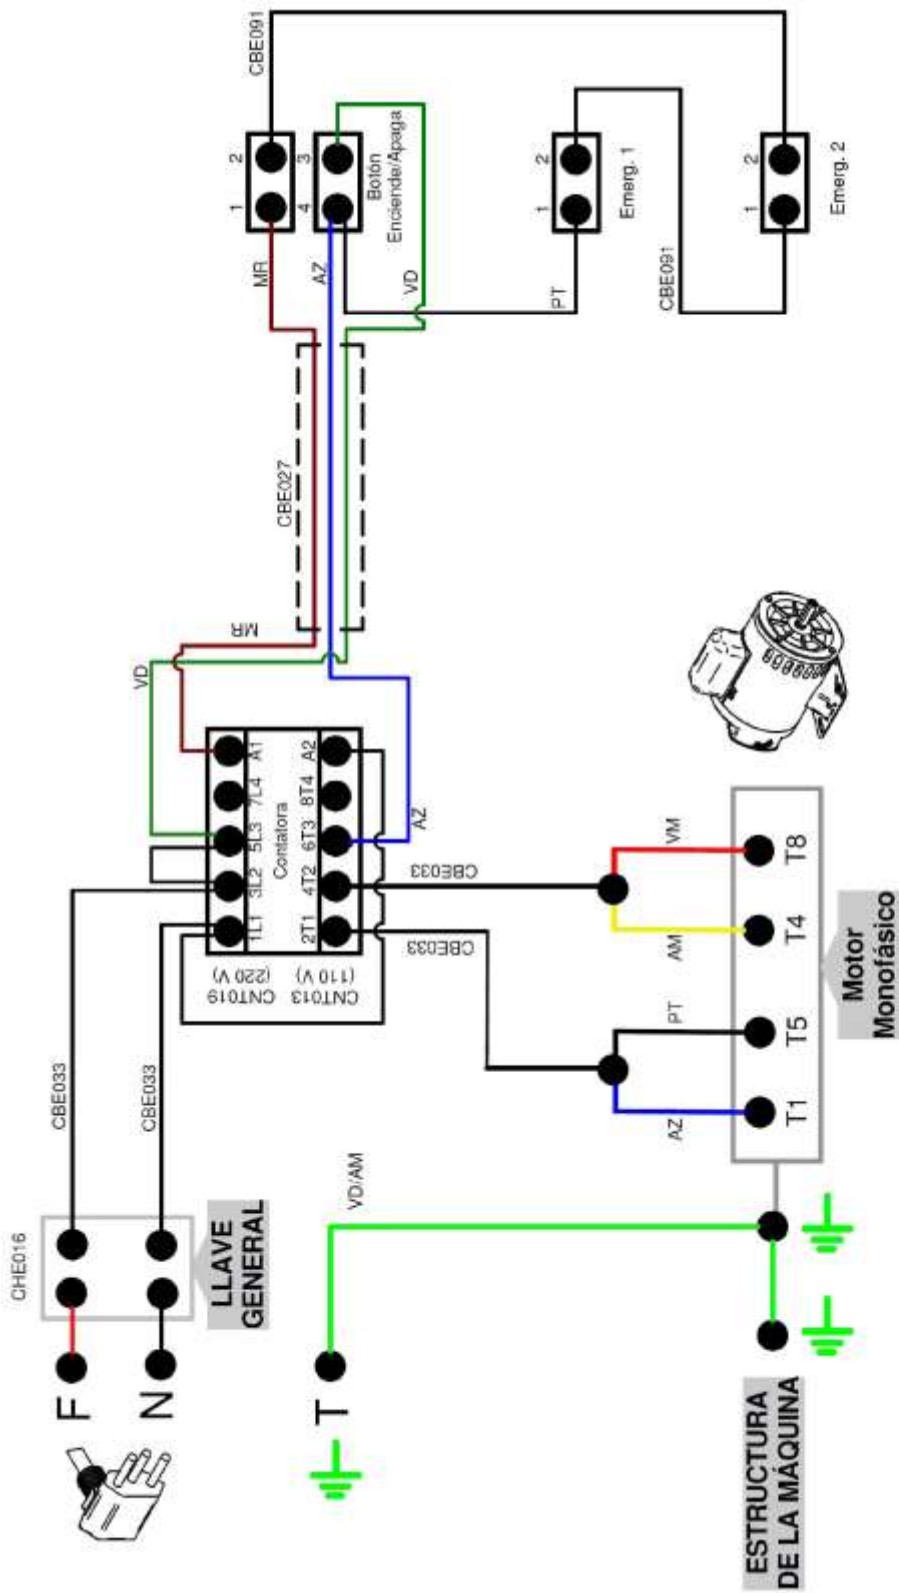 CHE016
F
N
LLAVE
GENERAL
CBE033
CBE033
T
VD/AM
ESTRUCTURA
DE LA MÁQUINA
CNT019
(220 V)
CNT013
(110 V)
1L1
3L2
5L3
7L4
A1
Contatora
2T1
4T2
6T3
8T4
A2
VD
MR
AZ
CBE033
CBE033
AZ
PT
AM
VM
T1
T5
T4
T8
Motor
Monofásico
CBE027
MR
AZ
VD
PT
CBE091
CBE091
1
2
4
3
Botón
Enciende/Apaga
1
2
Emerg. 1
1
2
Emerg. 2